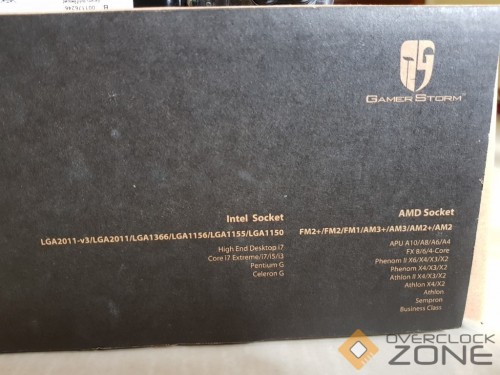 GAMER STORM
Intel Socket
LGA2011-v3/LGA2011/LGA1366/LGA1156/LGA1155/LGA1150
High End Desktop i7
Core i7 Extreme/i7/i5/i3
Pentium G
Celeron G
AMD Socket
FM2+/FM2/FM1/AM3+/AM3/AM2+/AM2
APU A10/A8/A6/A4
FX 8/6/4-Core
Phenom II X6/X4/X3/X2
Phenom X4/X3/X2
Athlon II X4/X3/X2
Athlon X4/X2
Athlon
Sempron
Business Class
OVERCLOCK
ZONE